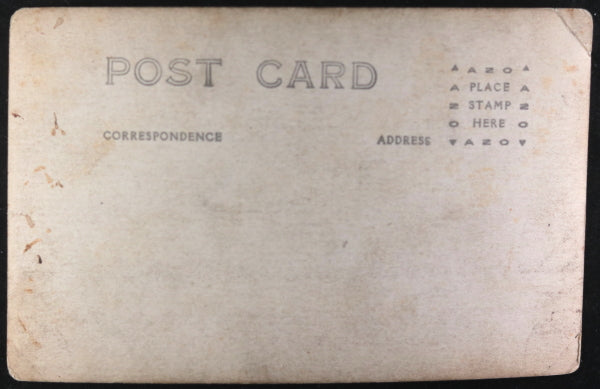 POST CARD
CORRESPONDENCE
ADDRESS
▲ AZO ▲
A PLACE A
Z STAMP Z
O HERE O
▼ AZO ▼